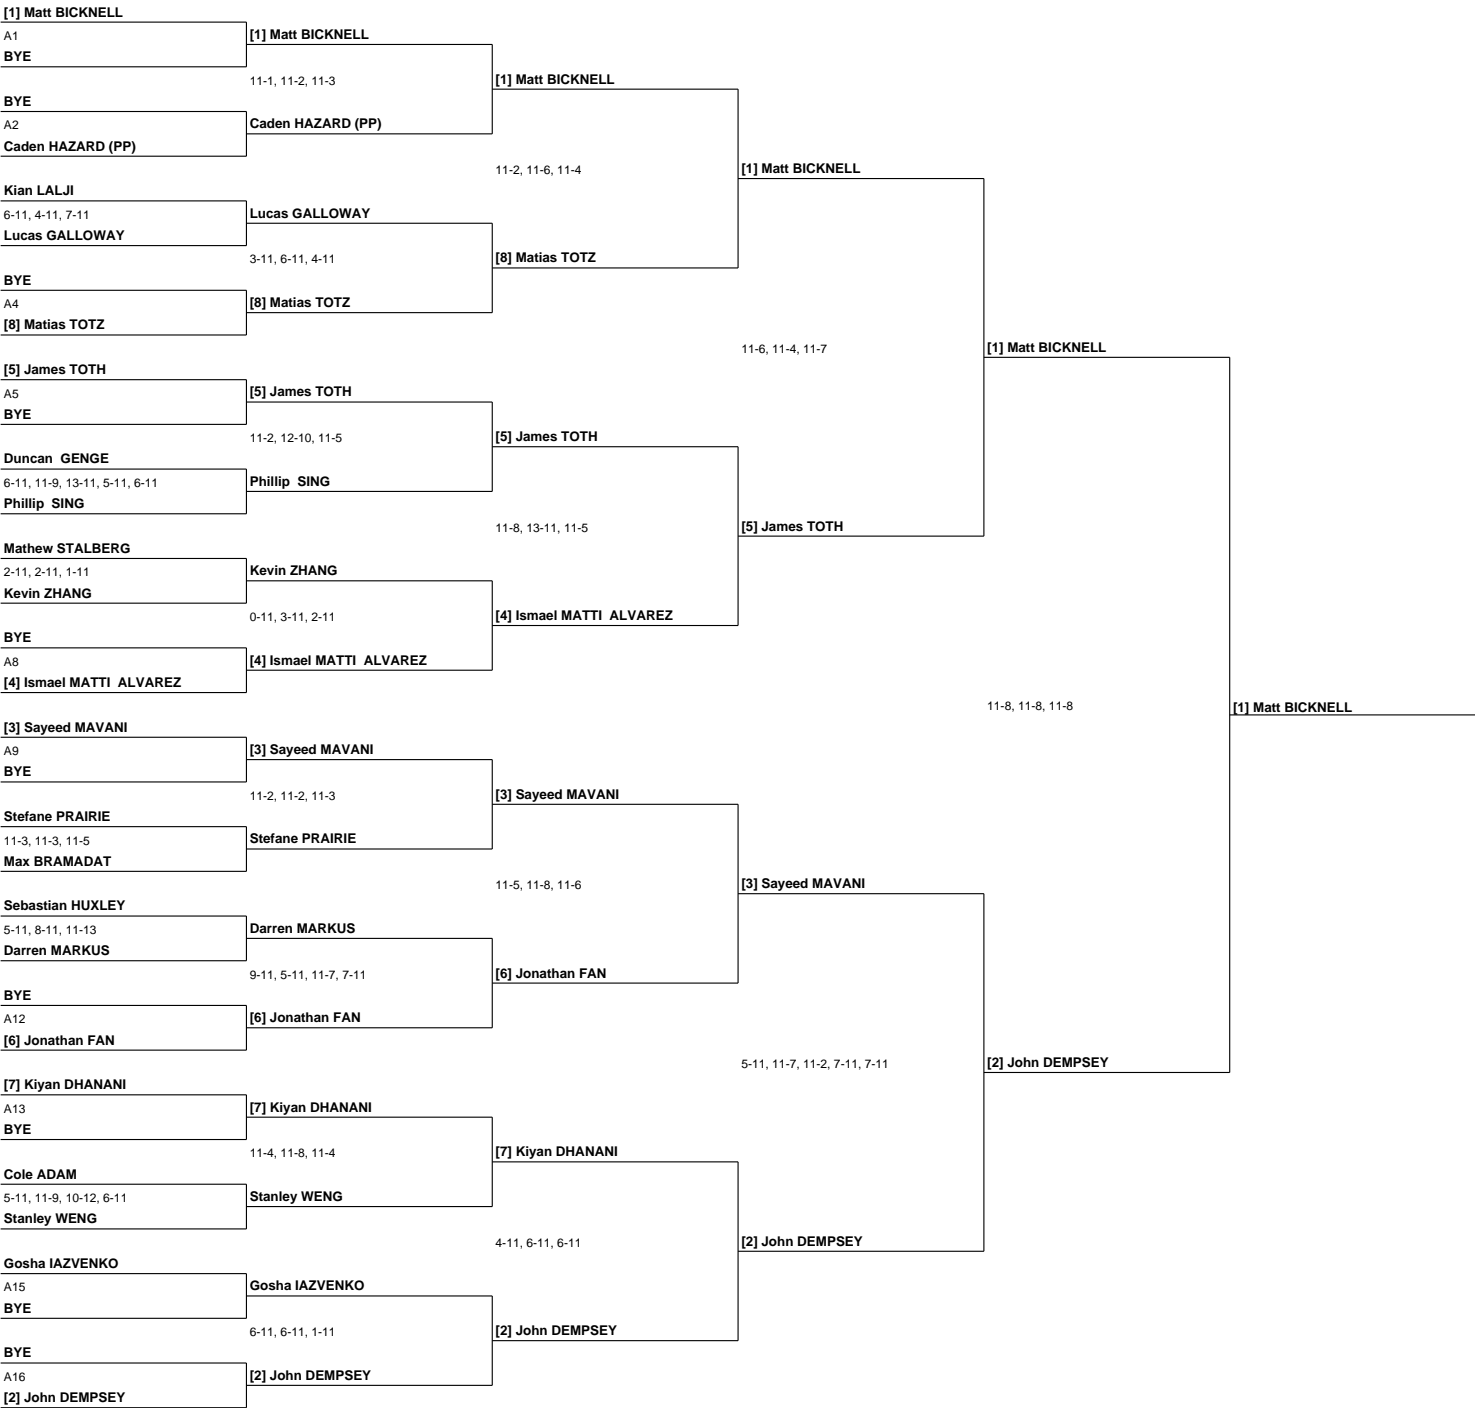 [1] Matt BICKNELL
A1
BYE
BYE
A2
Caden HAZARD (PP)
Kian LALJI
6-11, 4-11, 7-11
Lucas GALLOWAY
BYE
A4
[8] Matias TOTZ
[5] James TOTH
A5
BYE
Duncan  GENGE
6-11, 11-9, 13-11, 5-11, 6-11
Phillip  SING
Mathew STALBERG
2-11, 2-11, 1-11
Kevin ZHANG
BYE
A8
[4] Ismael MATTI  ALVAREZ
[3] Sayeed MAVANI
A9
BYE
Stefane PRAIRIE
11-3, 11-3, 11-5
Max BRAMADAT
Sebastian HUXLEY
5-11, 8-11, 11-13
Darren MARKUS
BYE
A12
[6] Jonathan FAN
[7] Kiyan DHANANI
A13
BYE
Cole ADAM
5-11, 11-9, 10-12, 6-11
Stanley WENG
Gosha IAZVENKO
A15
BYE
BYE
A16
[2] John DEMPSEY
[1] Matt BICKNELL
11-1, 11-2, 11-3
Caden HAZARD (PP)
Lucas GALLOWAY
3-11, 6-11, 4-11
[8] Matias TOTZ
[5] James TOTH
11-2, 12-10, 11-5
Phillip  SING
Kevin ZHANG
0-11, 3-11, 2-11
[4] Ismael MATTI  ALVAREZ
[3] Sayeed MAVANI
11-2, 11-2, 11-3
Stefane PRAIRIE
Darren MARKUS
9-11, 5-11, 11-7, 7-11
[6] Jonathan FAN
[7] Kiyan DHANANI
11-4, 11-8, 11-4
Stanley WENG
Gosha IAZVENKO
6-11, 6-11, 1-11
[2] John DEMPSEY
[1] Matt BICKNELL
11-2, 11-6, 11-4
[8] Matias TOTZ
[5] James TOTH
11-8, 13-11, 11-5
[4] Ismael MATTI  ALVAREZ
[3] Sayeed MAVANI
11-5, 11-8, 11-6
[6] Jonathan FAN
[7] Kiyan DHANANI
4-11, 6-11, 6-11
[2] John DEMPSEY
[1] Matt BICKNELL
11-6, 11-4, 11-7
[5] James TOTH
[3] Sayeed MAVANI
5-11, 11-7, 11-2, 7-11, 7-11
[2] John DEMPSEY
[1] Matt BICKNELL
11-8, 11-8, 11-8
[2] John DEMPSEY
[1] Matt BICKNELL